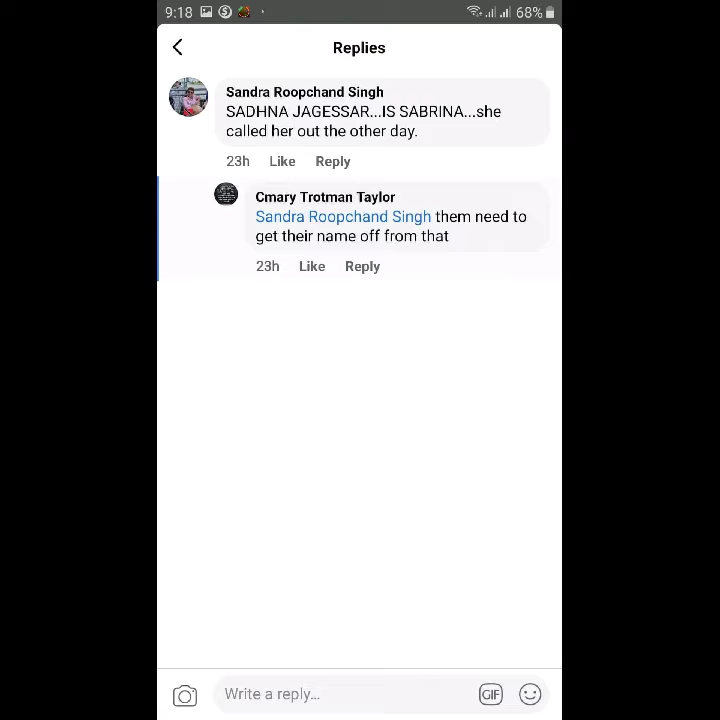 9:18
68%
Replies
Sandra Roopchand Singh
SADHNA JAGESSAR...IS SABRINA...she
called her out the other day.
23h Like Reply
Cmary Trotman Taylor
Sandra Roopchand Singh them need to
get their name off from that
23h Like Reply
Write a reply...
GIF